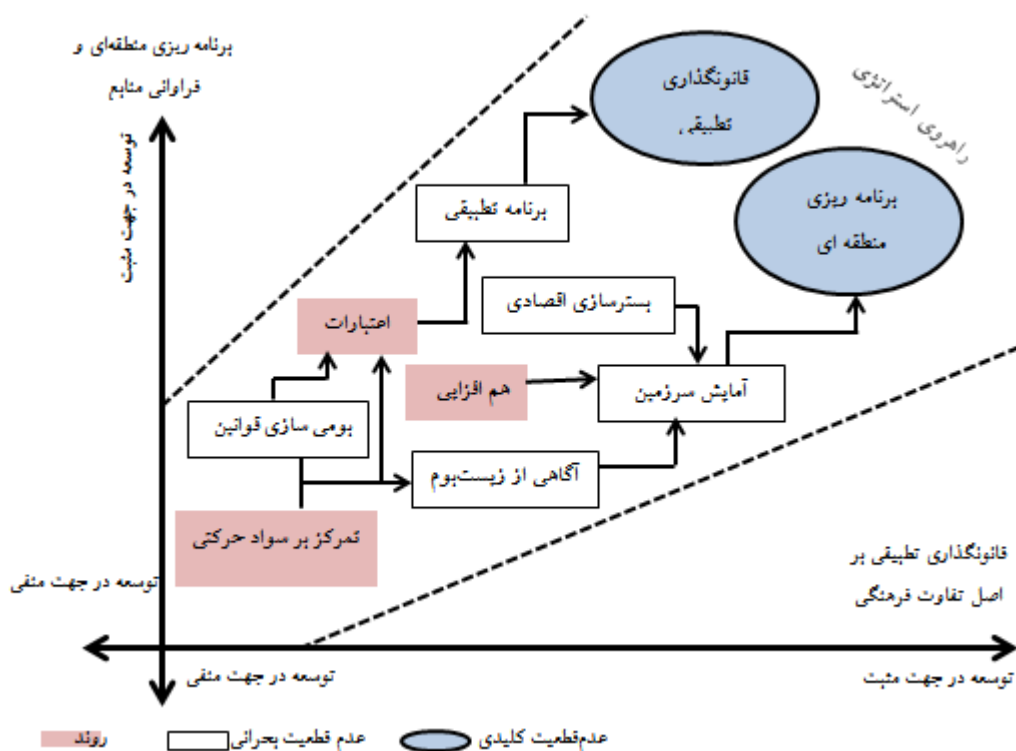 برنامه ریزی منطقه‌ای و
فراوانی منابع
توسعه در جهت مثبت
قانونگذاری
تطبیقی
راهروی استراتژی
برنامه ریزی
منطقه ای
برنامه تطبیقی
بسترسازی اقصادی
اعتبارات
هم افزایی
آمایش سرزمین
بومی سازی قوانین
آگاهی از زیست‌بوم
تمرکز بر سواد حرکتی
قانونگذاری تطبیقی بر
اصل تفاوت فرهنگی
توسعه در جهت منفی
توسعه در جهت منفی
توسعه در جهت مثبت
عدم‌قطعیت کلیدی
عدم قطعیت بحرانی
روند